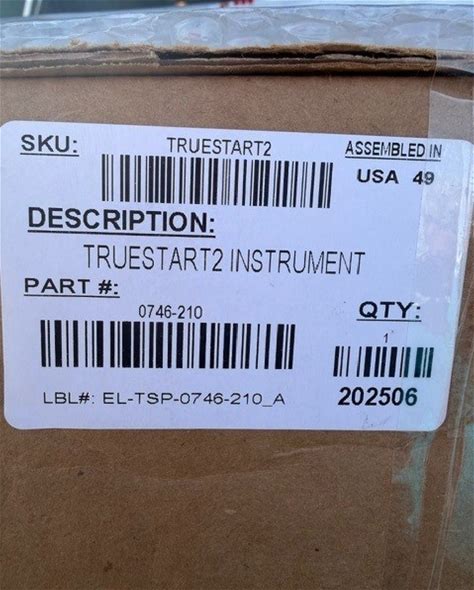 SKU: TRUESTART2 ASSEMBLED IN
USA 49
DESCRIPTION:
TRUESTART2 INSTRUMENT
PART #:
0746-210 QTY:
1
LBL#: EL-TSP-0746-210_A 202506